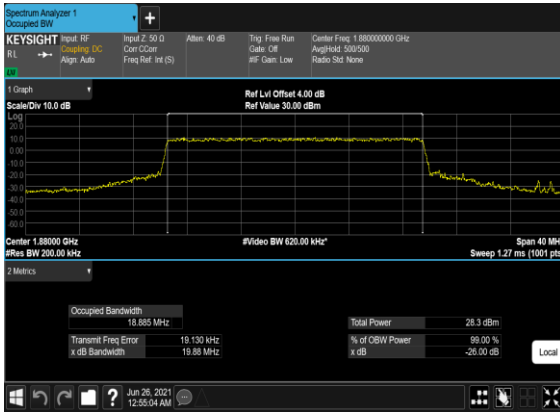 Spectrum Analyzer 1
Occupied BW
KEYSIGHT Input: RF Input Z: 50 Ω Atten: 40 dB Trig: Free Run Center Freq: 1.880000000 GHz
RL Coupling: DC Corr CCorr Gate: Off Avg|Hold: 500/500
Align: Auto Freq Ref: Int (S) #IF Gain: Low Radio Std: None
1 Graph
Ref Lvl Offset 4.00 dB
Scale/Div 10.0 dB Ref Value 30.00 dBm
Log
20.0
10.0
0.00
-10.0
-20.0
-30.0
-40.0
-50.0
-60.0
Center 1.88000 GHz #Video BW 620.00 kHz* Span 40 MH
#Res BW 200.00 kHz Sweep 1.27 ms (1001 pts
2 Metrics
Occupied Bandwidth
18.885 MHz Total Power 28.3 dBm
Transmit Freq Error 19.130 kHz % of OBW Power 99.00 %
x dB Bandwidth 19.88 MHz x dB -26.00 dB
Local
Jun 26, 2021
12:55:04 AM